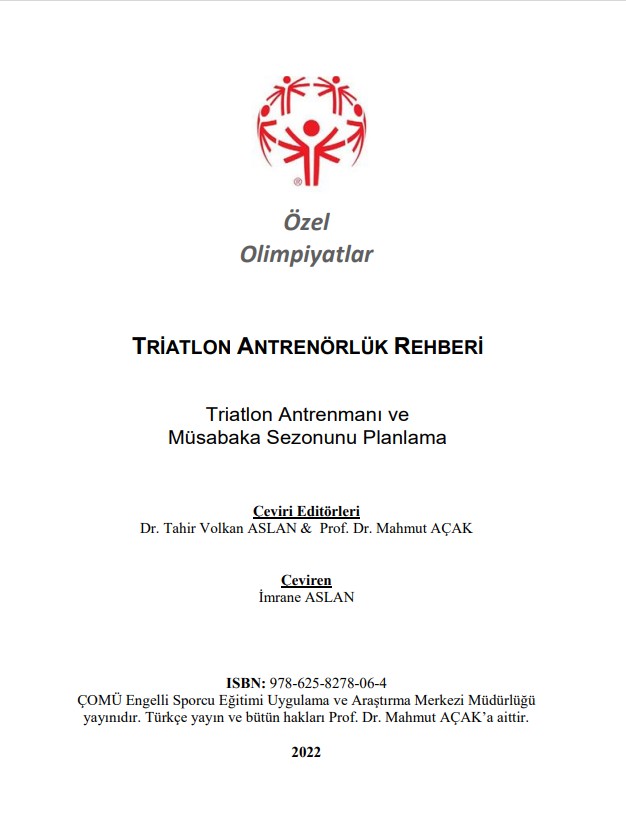 ®
Özel
Olimpiyatlar
TRİATLON ANTRENÖRLÜK REHBERİ
Triatlon Antrenmanı ve
Müsabaka Sezonunu Planlama
Çeviri Editörleri
Dr. Tahir Volkan ASLAN & Prof. Dr. Mahmut AÇAK
Çeviren
İmrane ASLAN
ISBN: 978-625-8278-06-4
ÇOMÜ Engelli Sporcu Eğitimi Uygulama ve Araştırma Merkezi Müdürlüğü
yayınıdır. Türkçe yayın ve bütün hakları Prof. Dr. Mahmut AÇAK’a aittir.
2022